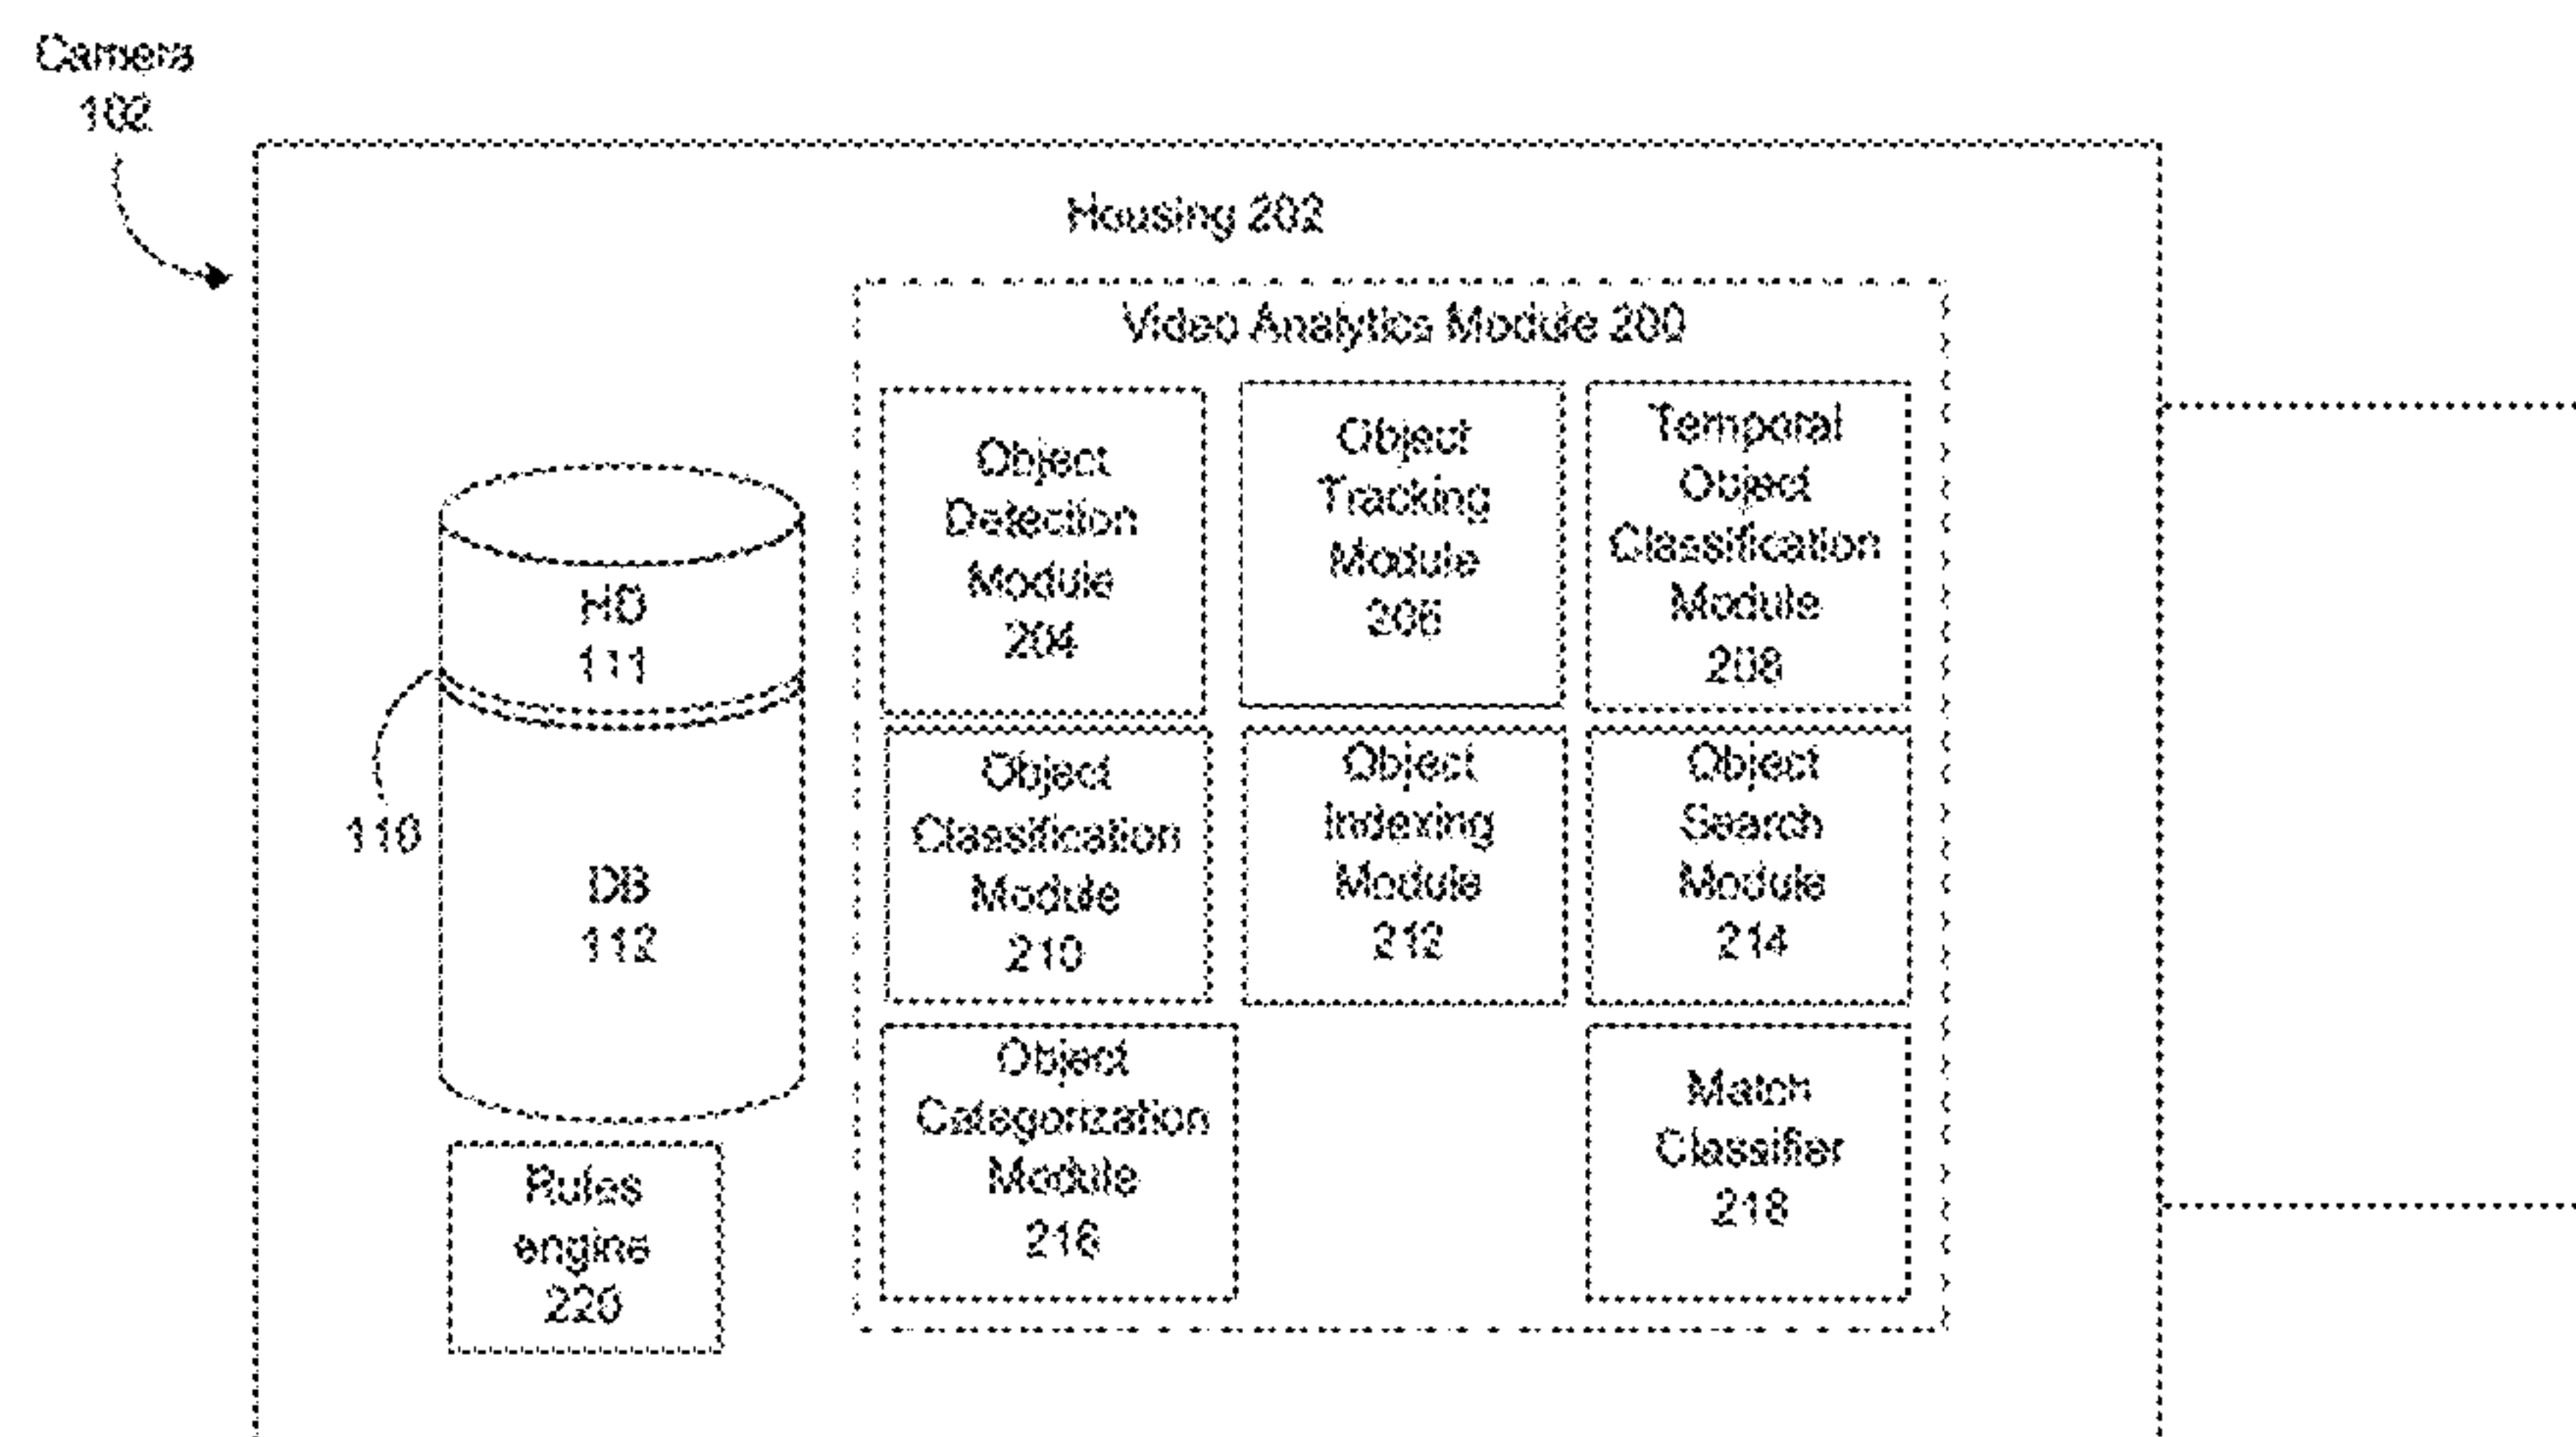 Camera
102
Housing 202
Video Analytics Module 200
Object
Detection
Module
204
Object
Tracking
Module
206
Temporal
Object
Classification
Module
208
HD
111
110
DB
112
Object
Classification
Module
210
Object
Indexing
Module
212
Object
Search
Module
214
Object
Categorization
Module
216
Match
Classifier
218
Rules
engine
220